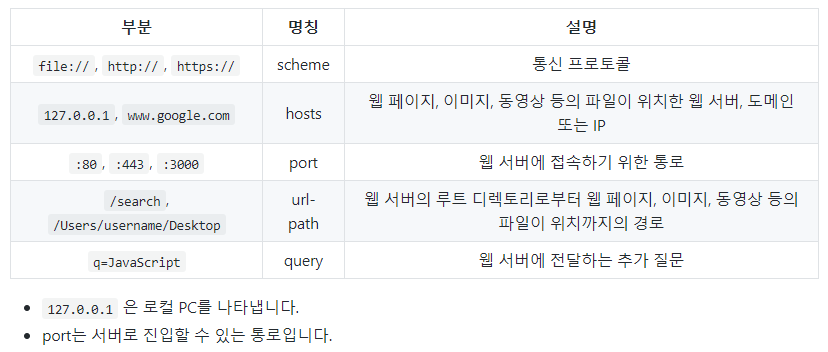 부분 명칭 설명
file://, http://, https:// scheme 통신 프로토콜
127.0.0.1, www.google.com hosts 웹 페이지, 이미지, 동영상 등의 파일이 위치한 웹 서버, 도메인
또는 IP
:80, :443, :3000 port 웹 서버에 접속하기 위한 통로
/search,
/Users/username/Desktop
url-
path
웹 서버의 루트 디렉토리로부터 웹 페이지, 이미지, 동영상 등의
파일이 위치까지의 경로
q=JavaScript query 웹 서버에 전달하는 추가 질문
• 127.0.0.1 은 로컬 PC를 나타냅니다.
• port는 서버로 진입할 수 있는 통로입니다.